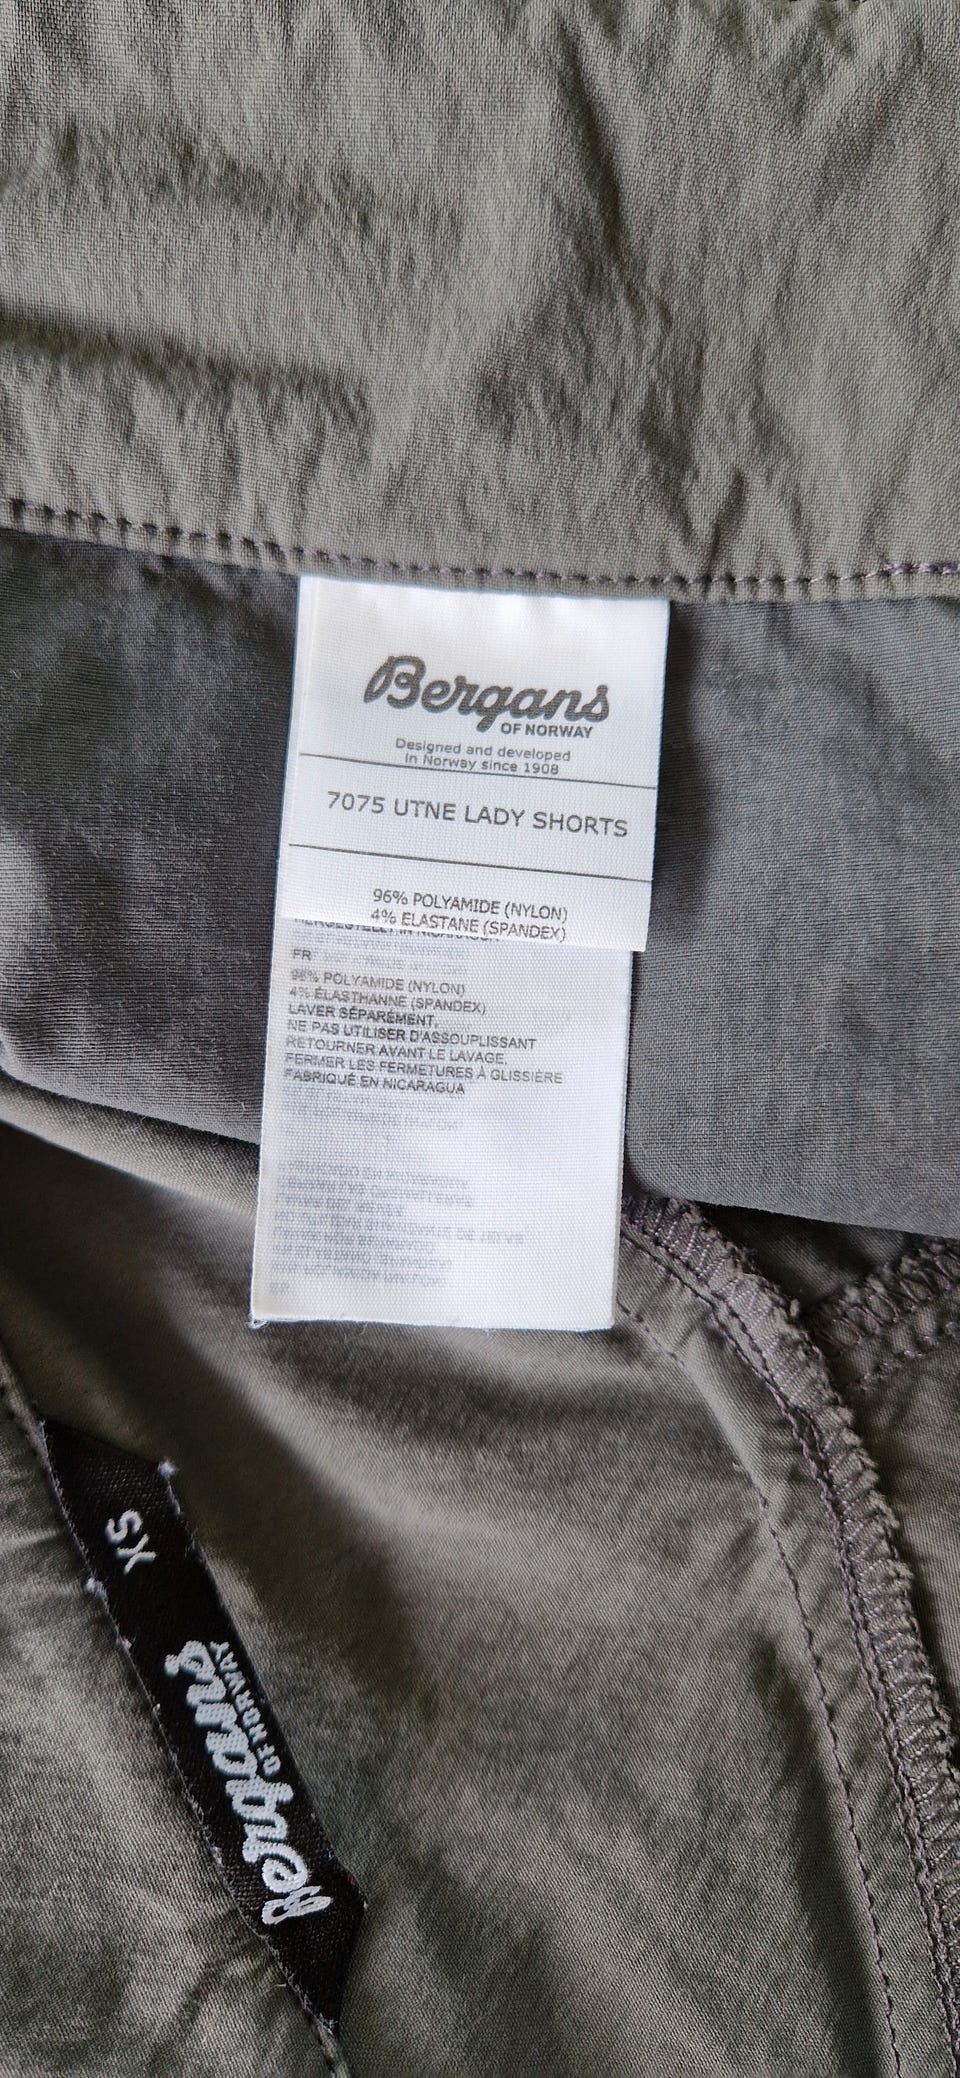 Bergans
OF NORWAY
Designed and developed
in Norway since 1908
7075 UTNE LADY SHORTS
96% POLYAMIDE (NYLON)
4% ELASTANE (SPANDEX)
FR
96% POLYAMIDE (NYLON)
4% ÉLASTHANNE (SPANDEX)
LAVER SÉPARÉMENT,
NE PAS UTILISER D'ASSOUPLISSANT
RETOURNER AVANT LE LAVAGE,
FERMER LES FERMETURES À GLISSIÈRE
FABRIQUÉ EN NICARAGUA
XS
Bergans
OF NORWAY